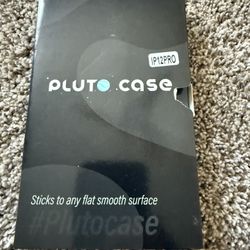 IP12PRO
PLUTO CASE
Sticks to any flat smooth surface
#Plutocase